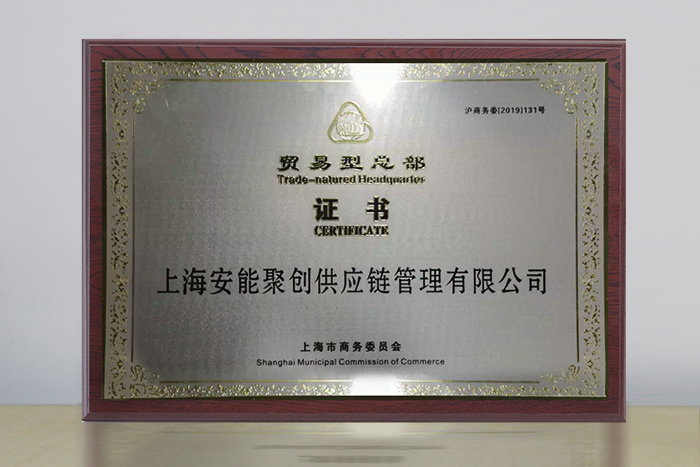 沪商务委[2019]131号
贸易型总部
Trade-natured Headquarter
证书
CERTIFICATE
上海安能聚创供应链管理有限公司
上海市商务委员会
Shanghai Municipal Commission of Commerce